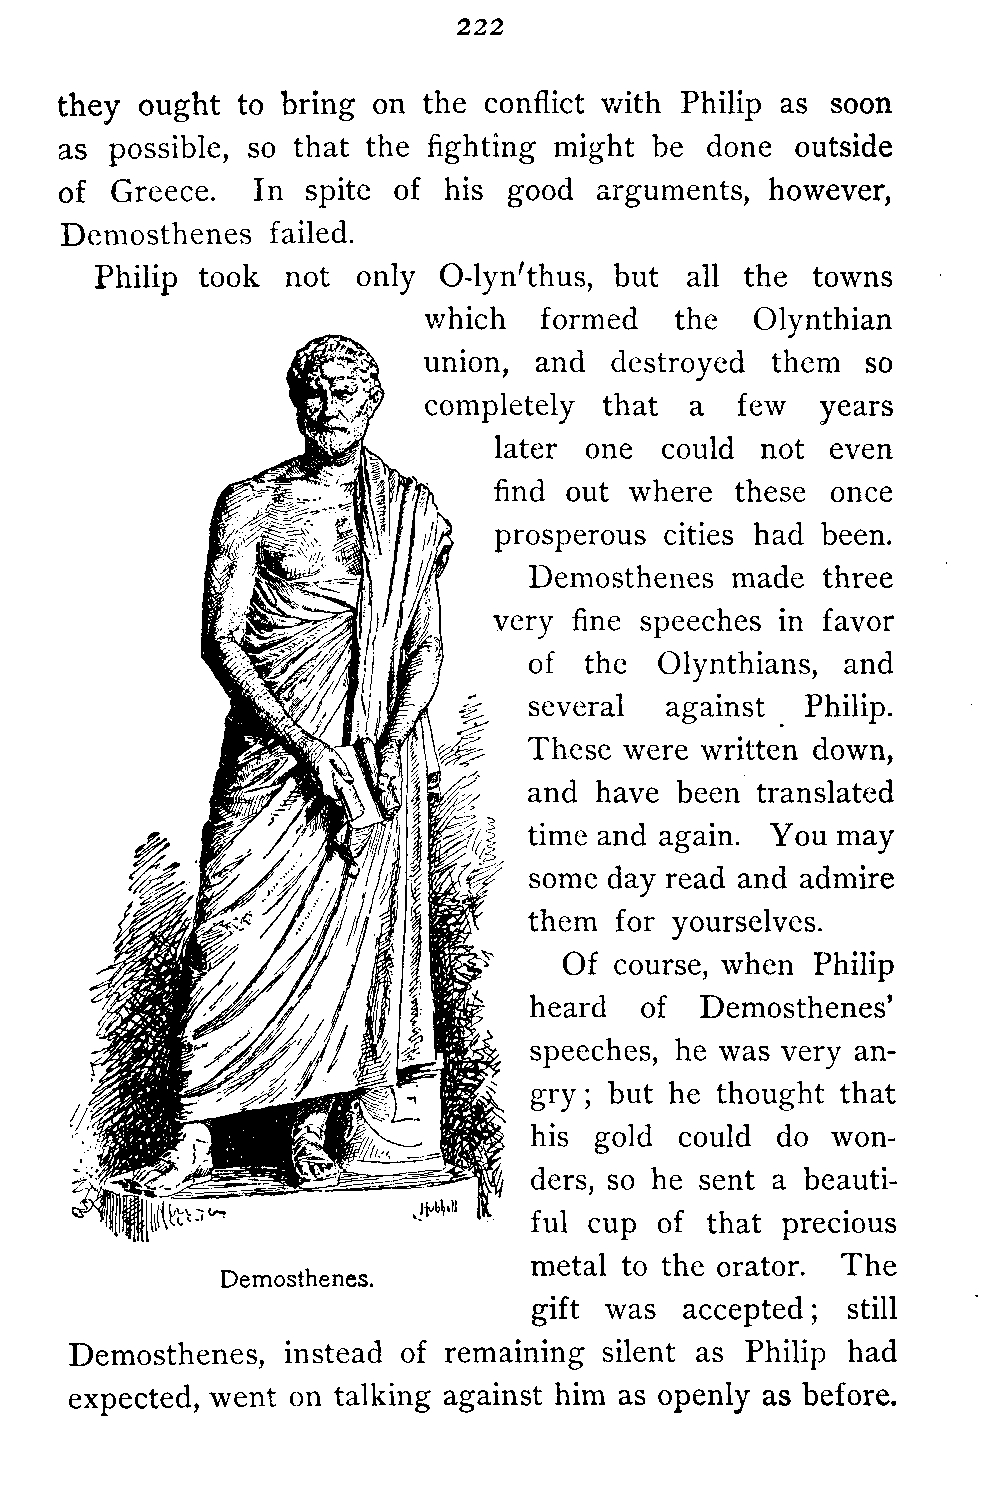 222
they ought to bring on the conflict with Philip as soon
as possible, so that the fighting might be done outside
of Greece. In spite of his good arguments, however,
Demosthenes failed.
Philip took not only O-lyn′thus, but all the towns
which formed the Olynthian
union, and destroyed them so
completely that a few years
later one could not even
find out where these once
prosperous cities had been.
Demosthenes made three
very fine speeches in favor
of the Olynthians, and
several against Philip.
These were written down,
and have been translated
time and again. You may
some day read and admire
them for yourselves.
Of course, when Philip
heard of Demosthenes'
speeches, he was very an-
gry; but he thought that
his gold could do won-
ders, so he sent a beauti-
ful cup of that precious
metal to the orator. The
gift was accepted; still
Demosthenes, instead of remaining silent as Philip had
expected, went on talking against him as openly as before.
Demosthenes.